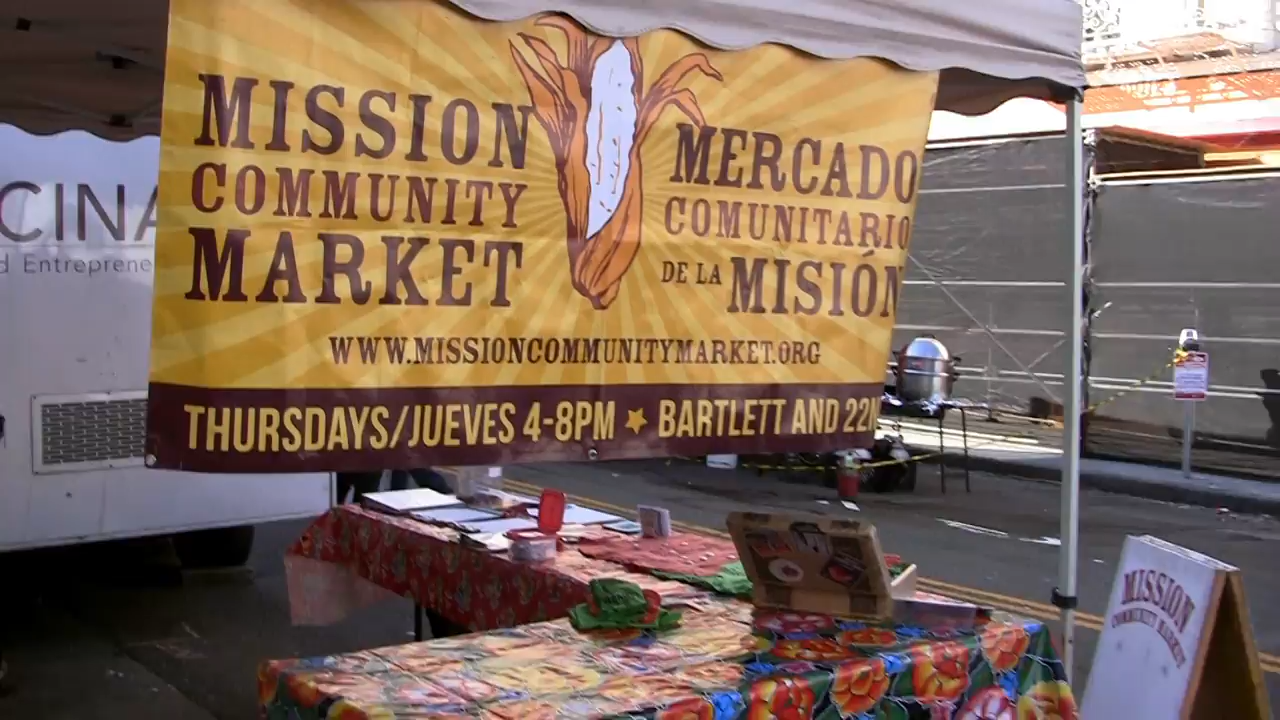 MISSION
COMMUNITY
MARKET
MERCADO
COMUNITARIO
DE LA MISIÓN
WWW.MISSIONCOMMUNITYMARKET.ORG
THURSDAYS/JUEVES 4-8PM ★ BARTLETT AND 22N
CINA
d Entreprene
MISSION
COMMUNITY MARKET